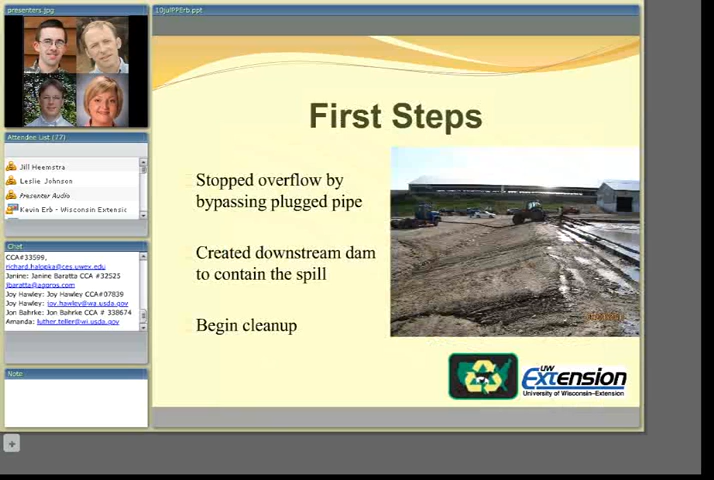 presenters.jpg
10julPPErb.ppt
Attendee List (77)
Jill Heemstra
Leslie Johnson
Presenter Audio
Kevin Erb - Wisconsin Extensic
Chat
CCA#33599,
richard.halopka@ces.uwex.edu
Janine: Janine Baratta CCA #32525
jbaratta@agpros.com
Joy Hawley: Joy Hawley CCA#07839
Joy Hawley: joy.hawley@wa.usda.gov
Jon Bahrke: Jon Bahrke CCA # 338674
Amanda: luther.teller@wi.usda.gov
Note
First Steps
Stopped overflow by
bypassing plugged pipe
Created downstream dam
to contain the spill
Begin cleanup
UW
Extension
University of Wisconsin–Extension